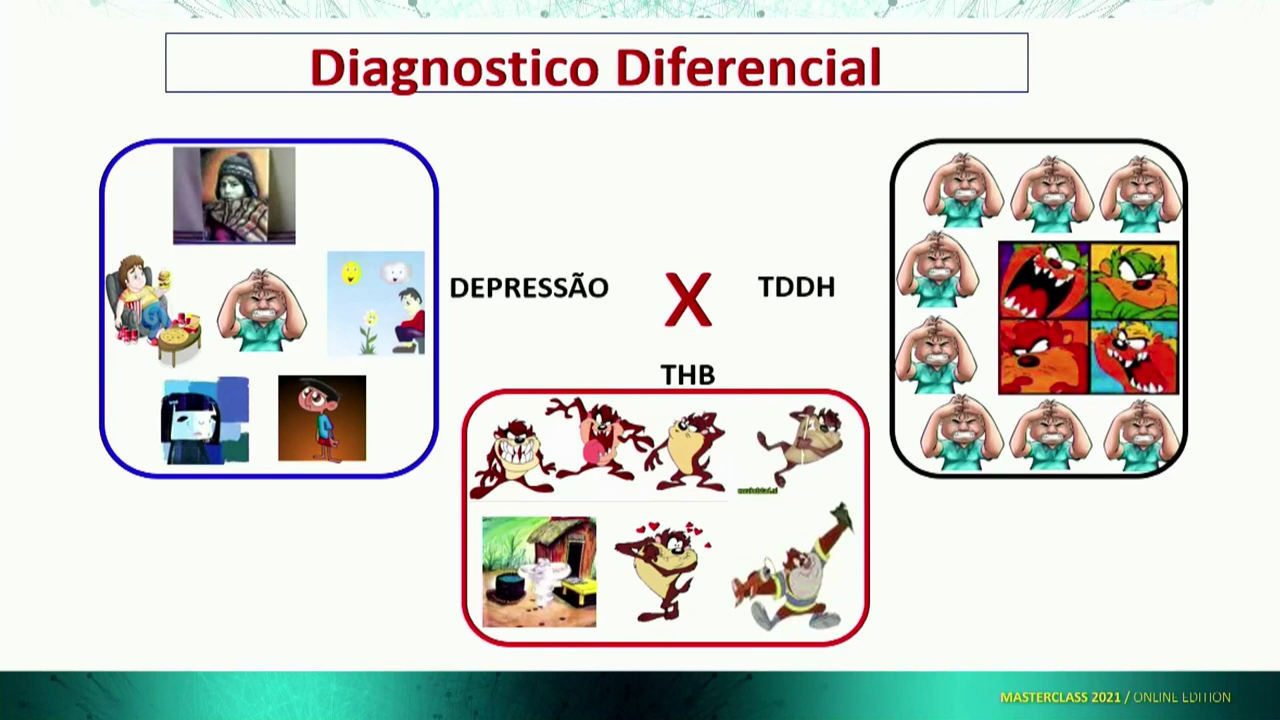 Diagnostico Diferencial
DEPRESSÃO
X
TDDH
THB
MASTERCLASS 2021 / ONLINE EDITION